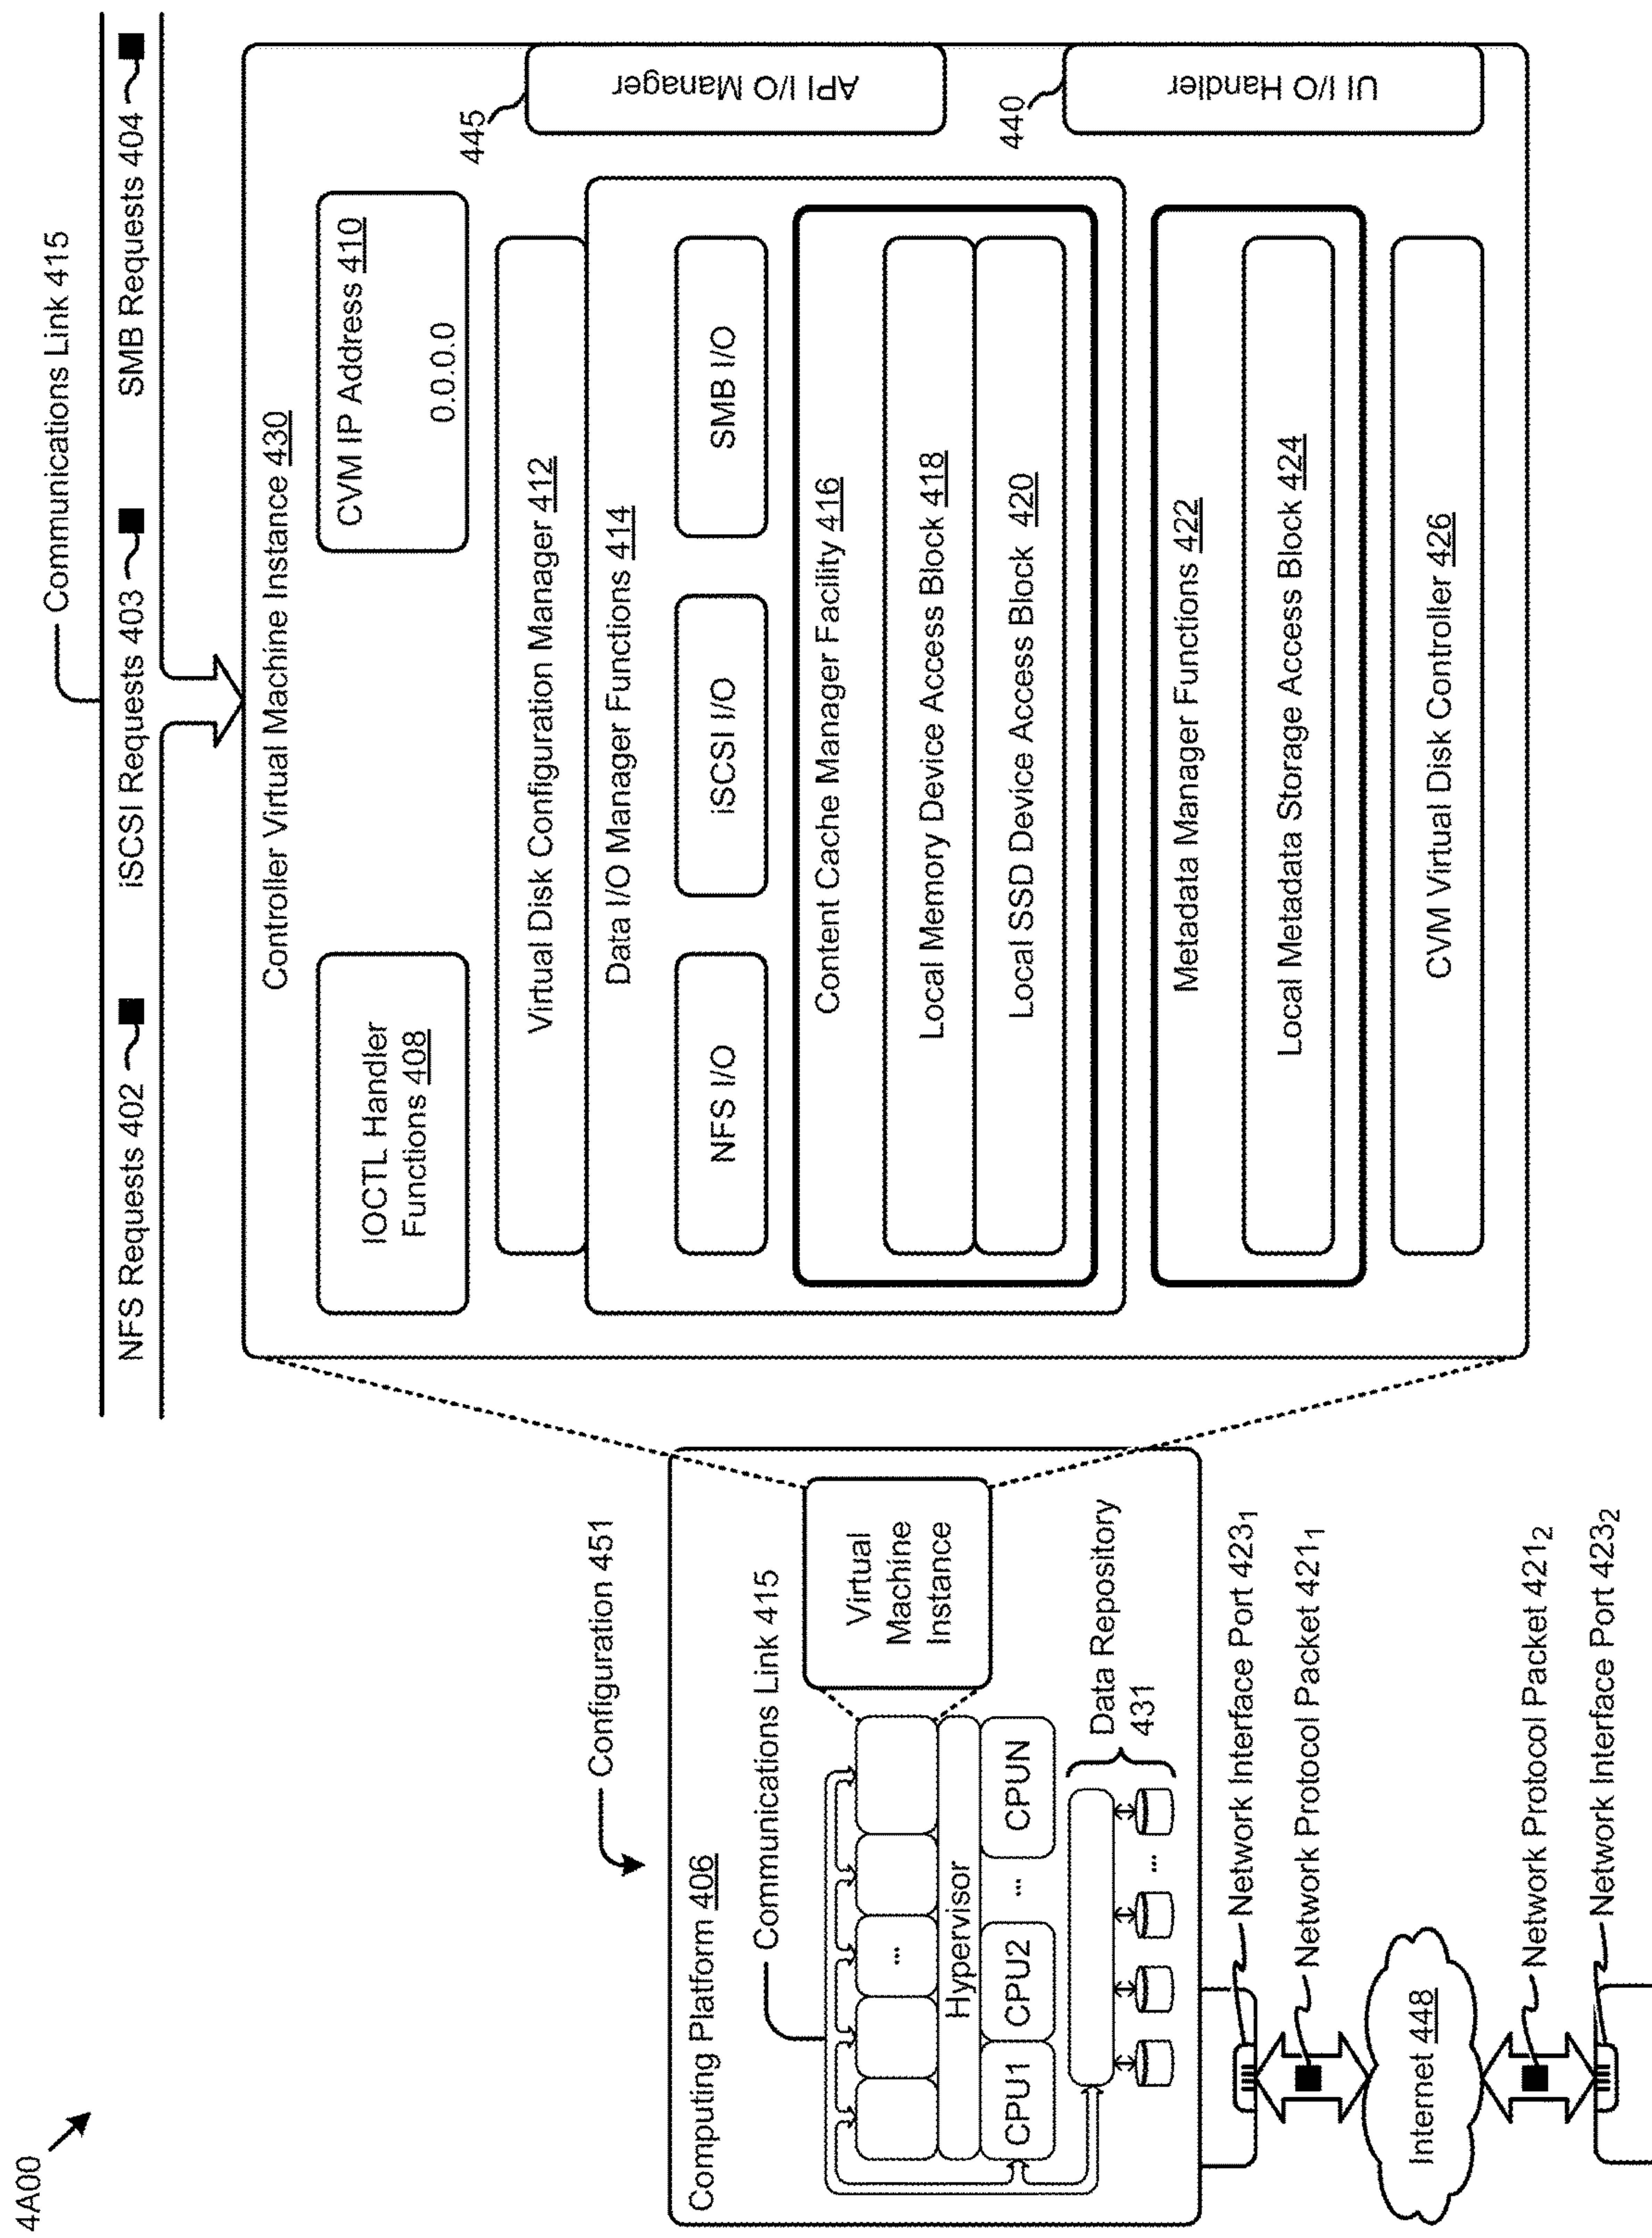 4A00
Communications Link 415
NFS Requests 402
iSCSI Requests 403
SMB Requests 404
Controller Virtual Machine Instance 430
IOCTL Handler
Functions 408
CVM IP Address 410
0.0.0.0
Virtual Disk Configuration Manager 412
Data I/O Manager Functions 414
NFS I/O
iSCSI I/O
SMB I/O
Content Cache Manager Facility 416
Local Memory Device Access Block 418
Local SSD Device Access Block 420
Metadata Manager Functions 422
Local Metadata Storage Access Block 424
CVM Virtual Disk Controller 426
445
API I/O Manager
440
UI I/O Handler
Configuration 451
Computing Platform 406
Communications Link 415
Virtual
Machine
Instance
...
Hypervisor
CPU1
CPU2
...
CPUN
Data Repository
431
...
Network Interface Port 423₁
Network Protocol Packet 421₁
Internet 448
Network Protocol Packet 421₂
Network Interface Port 423₂